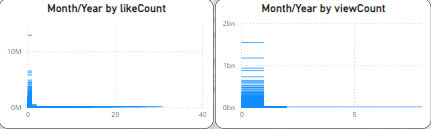 Month/Year by likeCount
10M
0M
0
20
40
Month/Year by viewCount
2bn
1bn
0bn
0
5